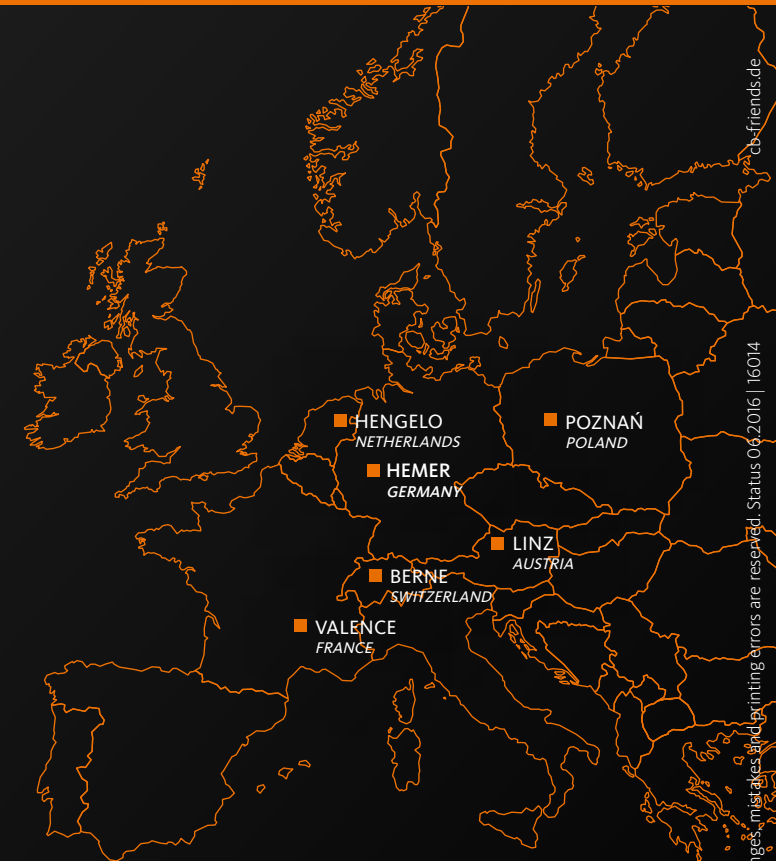 HENGELO
NETHERLANDS
POZNAŃ
POLAND
HEMER
GERMANY
LINZ
AUSTRIA
BERNE
SWITZERLAND
VALENCE
FRANCE
mistakes and printing errors are reserved. Status 06.2016 | 16014
cb-friends.de